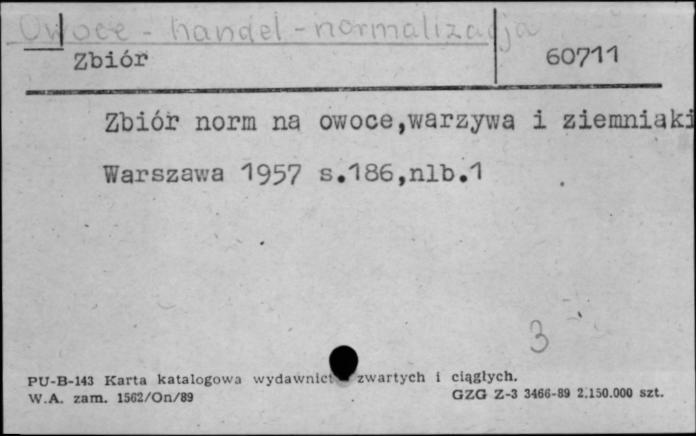 Owoce - handel - normalizacja
Zbiór 60711
Zbiór norm na owoce,warzywa i ziemniaki
Warszawa 1957 s.186,nlb.1
3
PU-B-143 Karta katalogowa wydawnict zwartych i ciągłych.
W.A. zam. 1562/On/89 GZG Z-3 3466-89 2.150.000 szt.